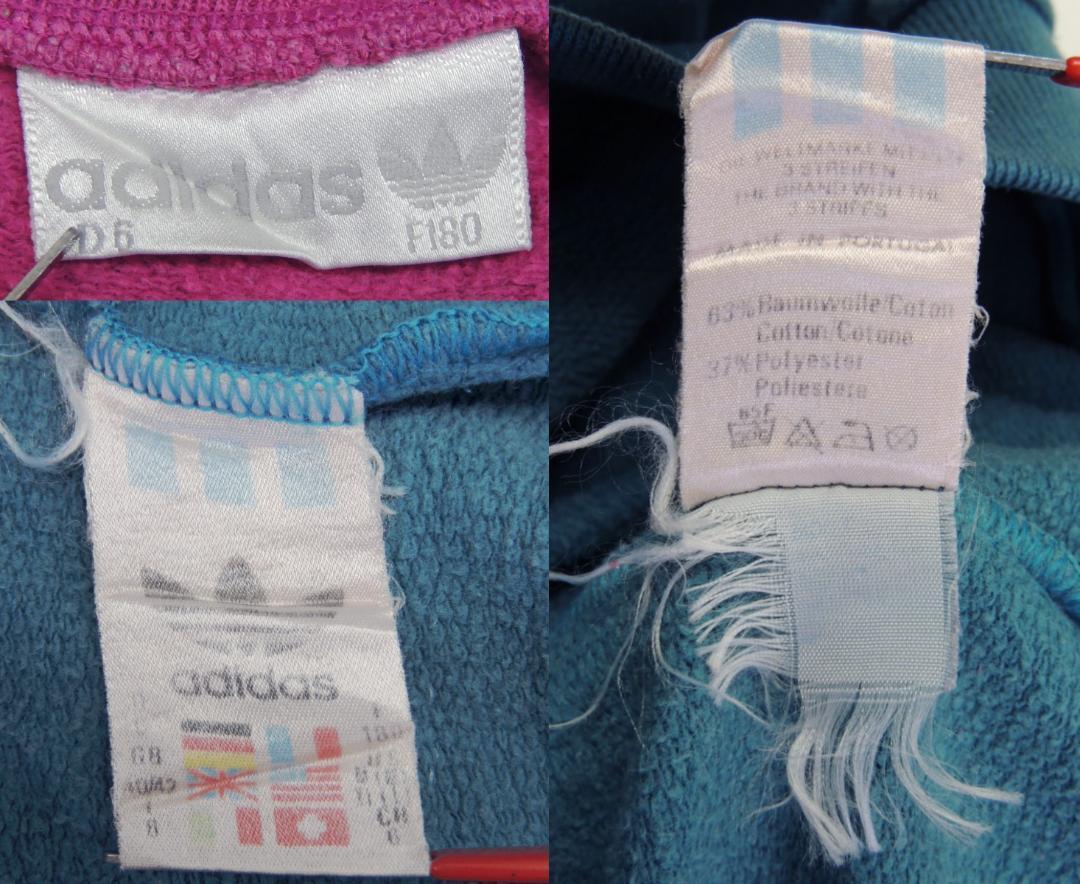 adidas
D6 F180
adidas
GB
180
CH
6
DIE WELTMARKE MIT DEN
3 STREIFEN
THE BRAND WITH THE
3 STRIPES
MADE IN PORTUGAL
63% Baumwolle/Coton
Cotton/Cotone
37% Polyester
Poliestere